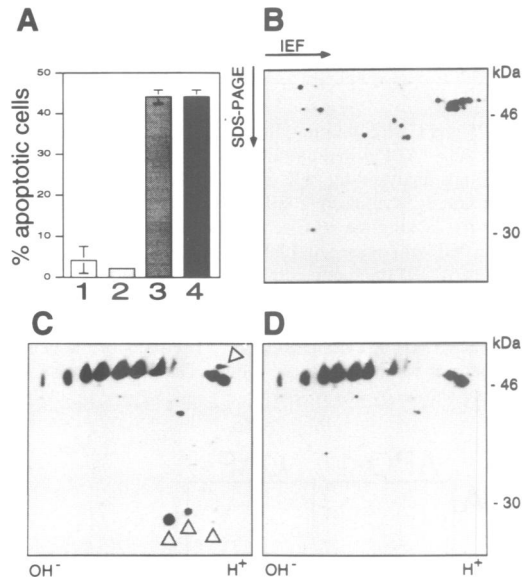 A
% apoptotic cells
50
40
30
20
10
0
1 2 3 4
B
IEF
SDS-PAGE
kDa
- 46
- 30
C
OH- H+
D
kDa
- 46
- 30